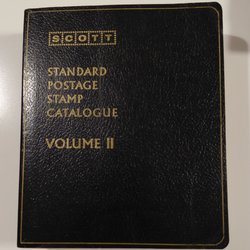 SCOTT
STANDARD
POSTAGE
STAMP
CATALOGUE
VOLUME II